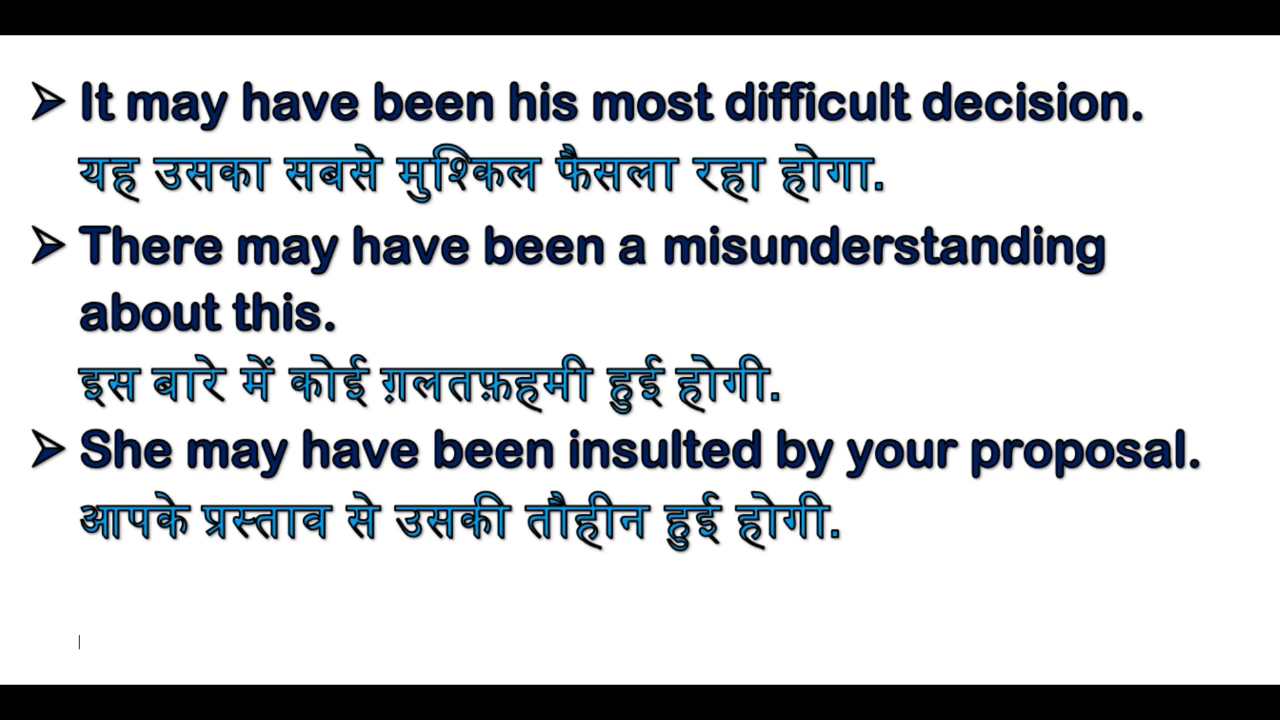 ➢ It may have been his most difficult decision.
यह उसका सबसे मुश्किल फैसला रहा होगा.
➢ There may have been a misunderstanding
about this.
इस बारे में कोई ग़लतफ़हमी हुई होगी.
➢ She may have been insulted by your proposal.
आपके प्रस्ताव से उसकी तौहीन हुई होगी.